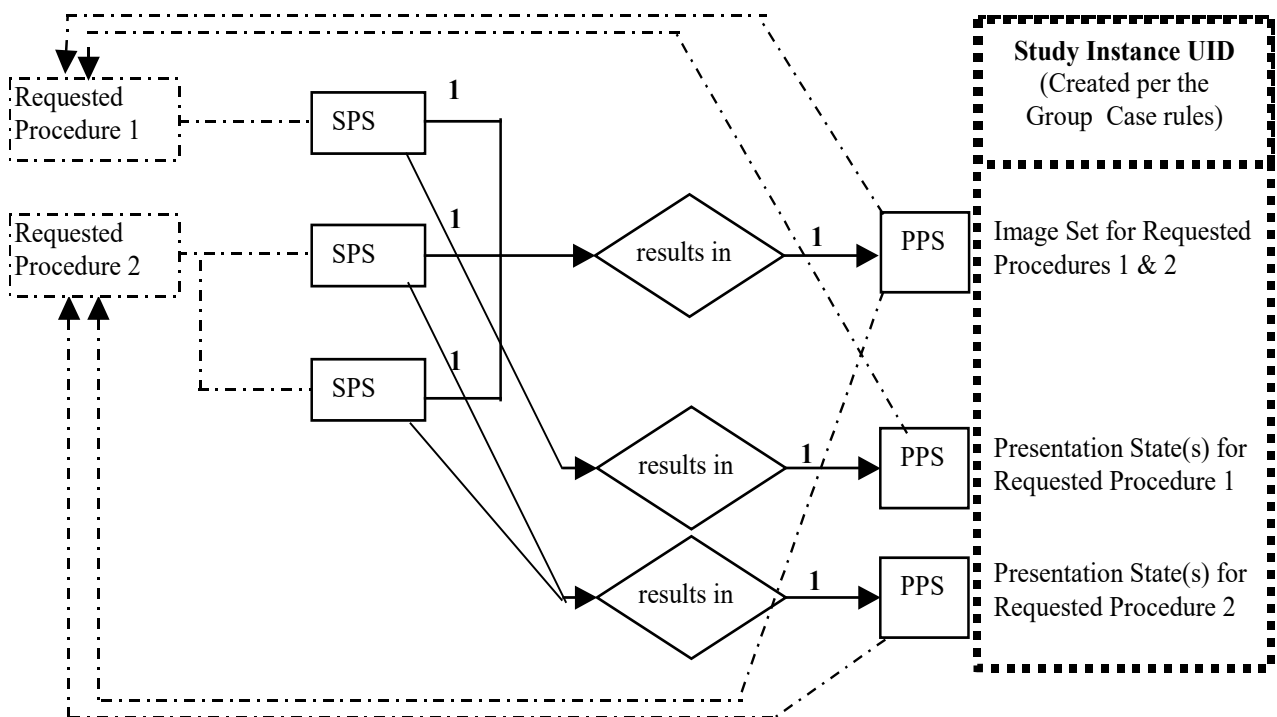 1
Study Instance UID
(Created per the
Group Case rules)
Requested
Procedure 1
SPS
Requested
Procedure 2
1
SPS
results in
1
PPS
Image Set for Requested
Procedures 1 & 2
1
SPS
results in
1
PPS
Presentation State(s) for
Requested Procedure 1
results in
1
PPS
Presentation State(s) for
Requested Procedure 2